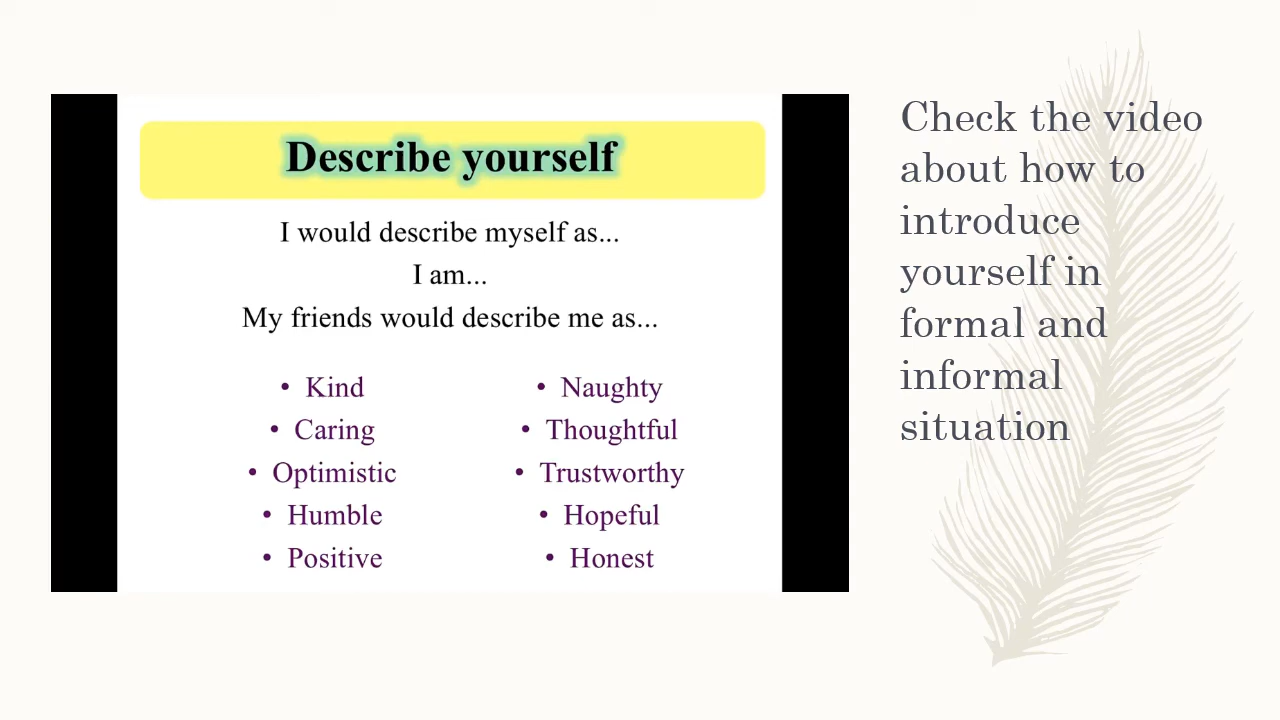 Describe yourself
I would describe myself as...
I am...
My friends would describe me as...
• Kind
• Caring
• Optimistic
• Humble
• Positive
• Naughty
• Thoughtful
• Trustworthy
• Hopeful
• Honest
Check the video
about how to
introduce
yourself in
formal and
informal
situation